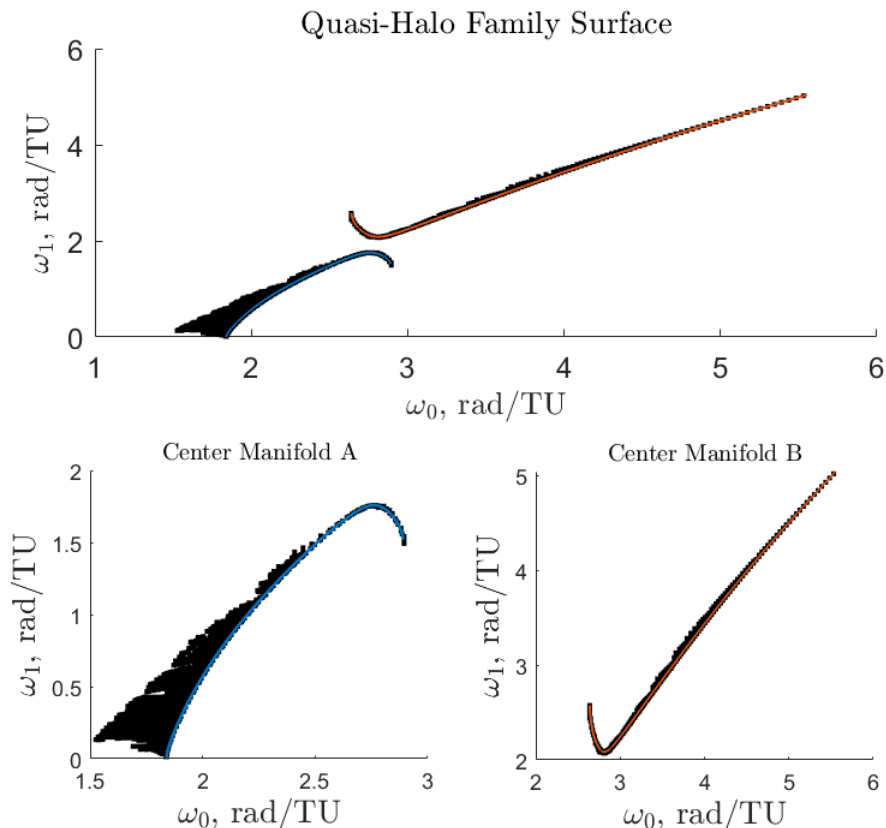 Quasi-Halo Family Surface
6
4
2
0
ω₁, rad/TU
1 2 3 4 5 6
ω₀, rad/TU
Center Manifold A
2
1.5
1
0.5
0
ω₁, rad/TU
1.5 2 2.5 3
ω₀, rad/TU
Center Manifold B
5
4
3
2
ω₁, rad/TU
2 3 4 5 6
ω₀, rad/TU